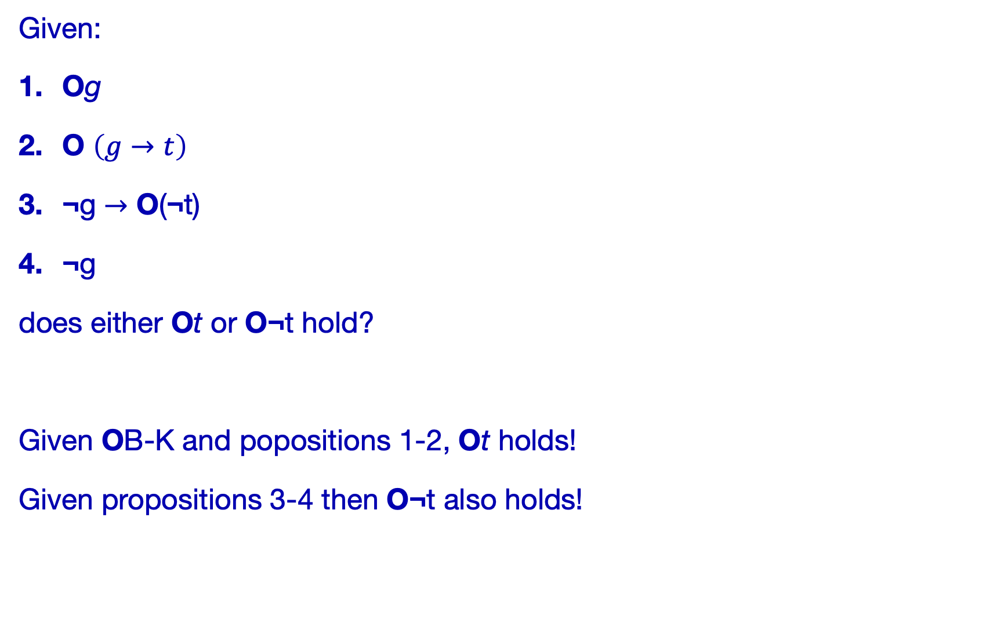 Given:
1. Og
2. O (g → t)
3. ¬g → O(¬t)
4. ¬g
does either Ot or O¬t hold?
Given OB-K and popositions 1-2, Ot holds!
Given propositions 3-4 then O¬t also holds!